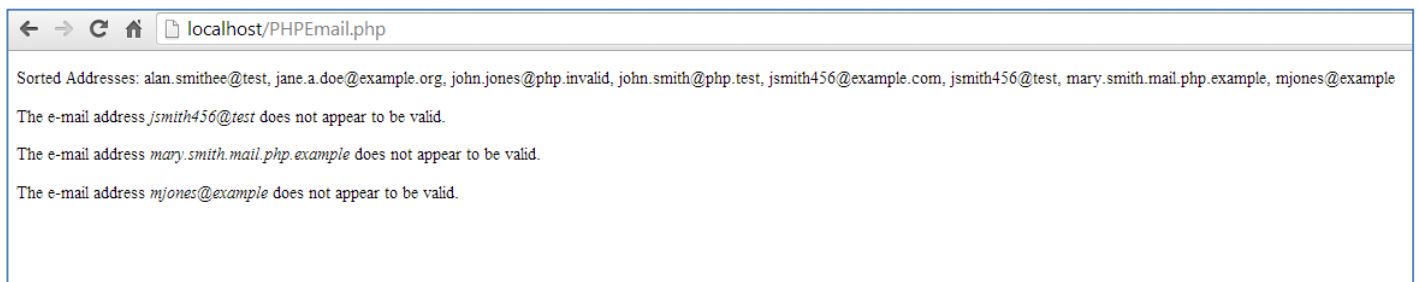 localhost/PHPEmail.php
Sorted Addresses: alan.smithee@test, jane.a.doe@example.org, john.jones@php.invalid, john.smith@php.test, jsmith456@example.com, jsmith456@test, mary.smith.mail.php.example, mjones@example
The e-mail address jsmith456@test does not appear to be valid.
The e-mail address mary.smith.mail.php.example does not appear to be valid.
The e-mail address mjones@example does not appear to be valid.